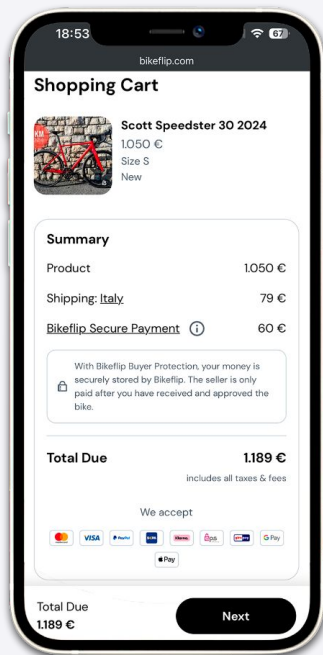 18:53
67
bikeflip.com
Shopping Cart
Scott Speedster 30 2024
1.050 €
Size S
New
Summary
Product 1.050 €
Shipping: Italy 79 €
Bikeflip Secure Payment 60 €
With Bikeflip Buyer Protection, your money is
securely stored by Bikeflip. The seller is only
paid after you have received and approved the
bike.
Total Due 1.189 €
includes all taxes & fees
We accept
VISA PayPal Klarna eps G Pay
Pay
Total Due
1.189 €
Next